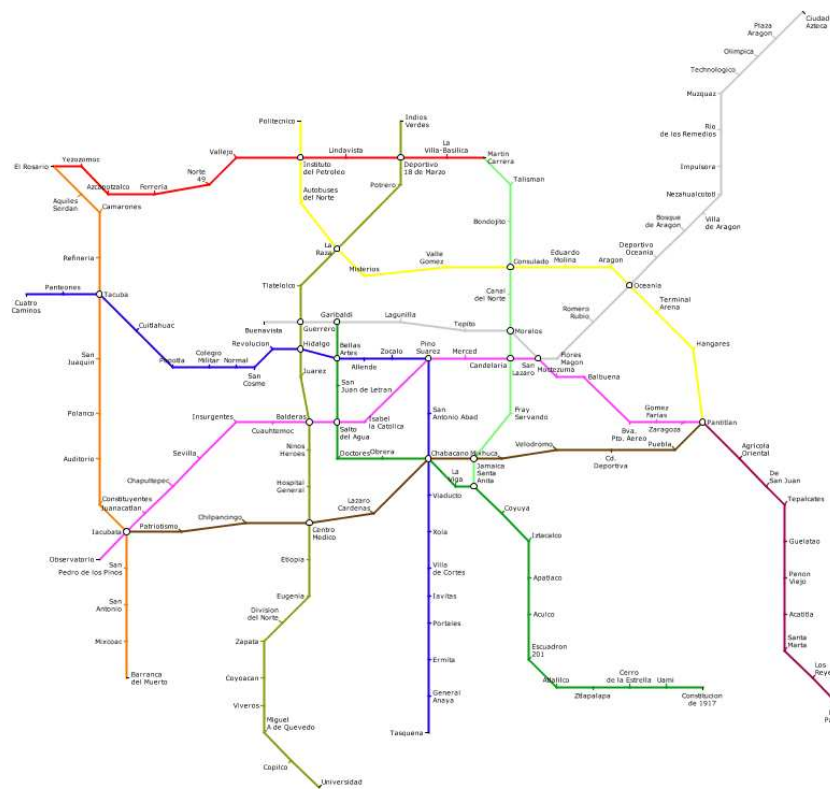 Ciudad
Azteca
Plaza
Aragon
Olimpica
Technologico
Muzquaz
Rio
de los Remedios
Impulsora
Nezahualcoyotl
Villa
de Aragon
Bosque
de Aragon
Deportivo
Oceania
Oceania
Romero
Rubio
Flores
Magon
Politecnico
Indios
Verdes
Vallejo
Lindavista
La
Villa-Basilica
Martin
Carrera
Instituto
del Petroleo
Deportivo
18 de Marzo
El Rosario
Yezozomoc
Azcapotzalco
Ferreria
Norte
49
Aquiles
Serdan
Camarones
Autobuses
del Norte
Potrero
Talisman
Bondojito
La
Raza
Misterios
Valle
Gomez
Consulado
Eduardo
Molina
Aragon
Terminal
Arena
Hangares
Refineria
Tacuba
Panteones
Cuatro
Caminos
Cuitlahuac
Popotla
Colegio
Militar
Normal
San
Cosme
Revolucion
Tlatelolco
Buenavista
Guerrero
Garibaldi
Lagunilla
Tepito
Canal
del Norte
Morelos
Hidalgo
Bellas
Artes
Allende
Zocalo
Pino
Suarez
Merced
Candelaria
San
Lazaro
Moctezuma
Balbuena
Bva.
Pto. Aereo
Gomez
Farias
Zaragoza
Pantitlan
San
Juaquin
Polanco
Auditorio
Constituyentes
Juanacatlan
Chapultepec
Sevilla
Insurgentes
Cuauhtemoc
Balderas
Juarez
San
Juan de Letran
Salto
del Agua
Isabel
la Catolica
San
Antonio Abad
Fray
Servando
Ninos
Heroes
Hospital
General
Doctores
Obrera
Chabacano
Mixhuca
Velodromo
Cd.
Deportiva
Puebla
Jamaica
Santa
Anita
La
Viga
Iacubata
Patriotismo
Chilpancingo
Centro
Medico
Lazaro
Cardenas
Observatorio
San
Pedro de los Pinos
San
Antonio
Mixcoac
Barranca
del Muerto
Etiopia
Eugenia
Division
del Norte
Zapata
Coyoacan
Viveros
Miguel
A de Quevedo
Copilco
Universidad
Viaducto
Rola
Villa
de Cortes
Iavitas
Portales
Ermita
General
Anaya
Tasquena
Coyuya
Iztacalco
Apatlaco
Aculco
Escuadron
201
Atlalilco
Ztlapalapa
Cerro
de la Estrella
Uami
Constitucion
de 1917
Agricola
Oriental
De
San Juan
Tepalcates
Guelatao
Penon
Viejo
Acatitla
Santa
Marta
Los
Reye